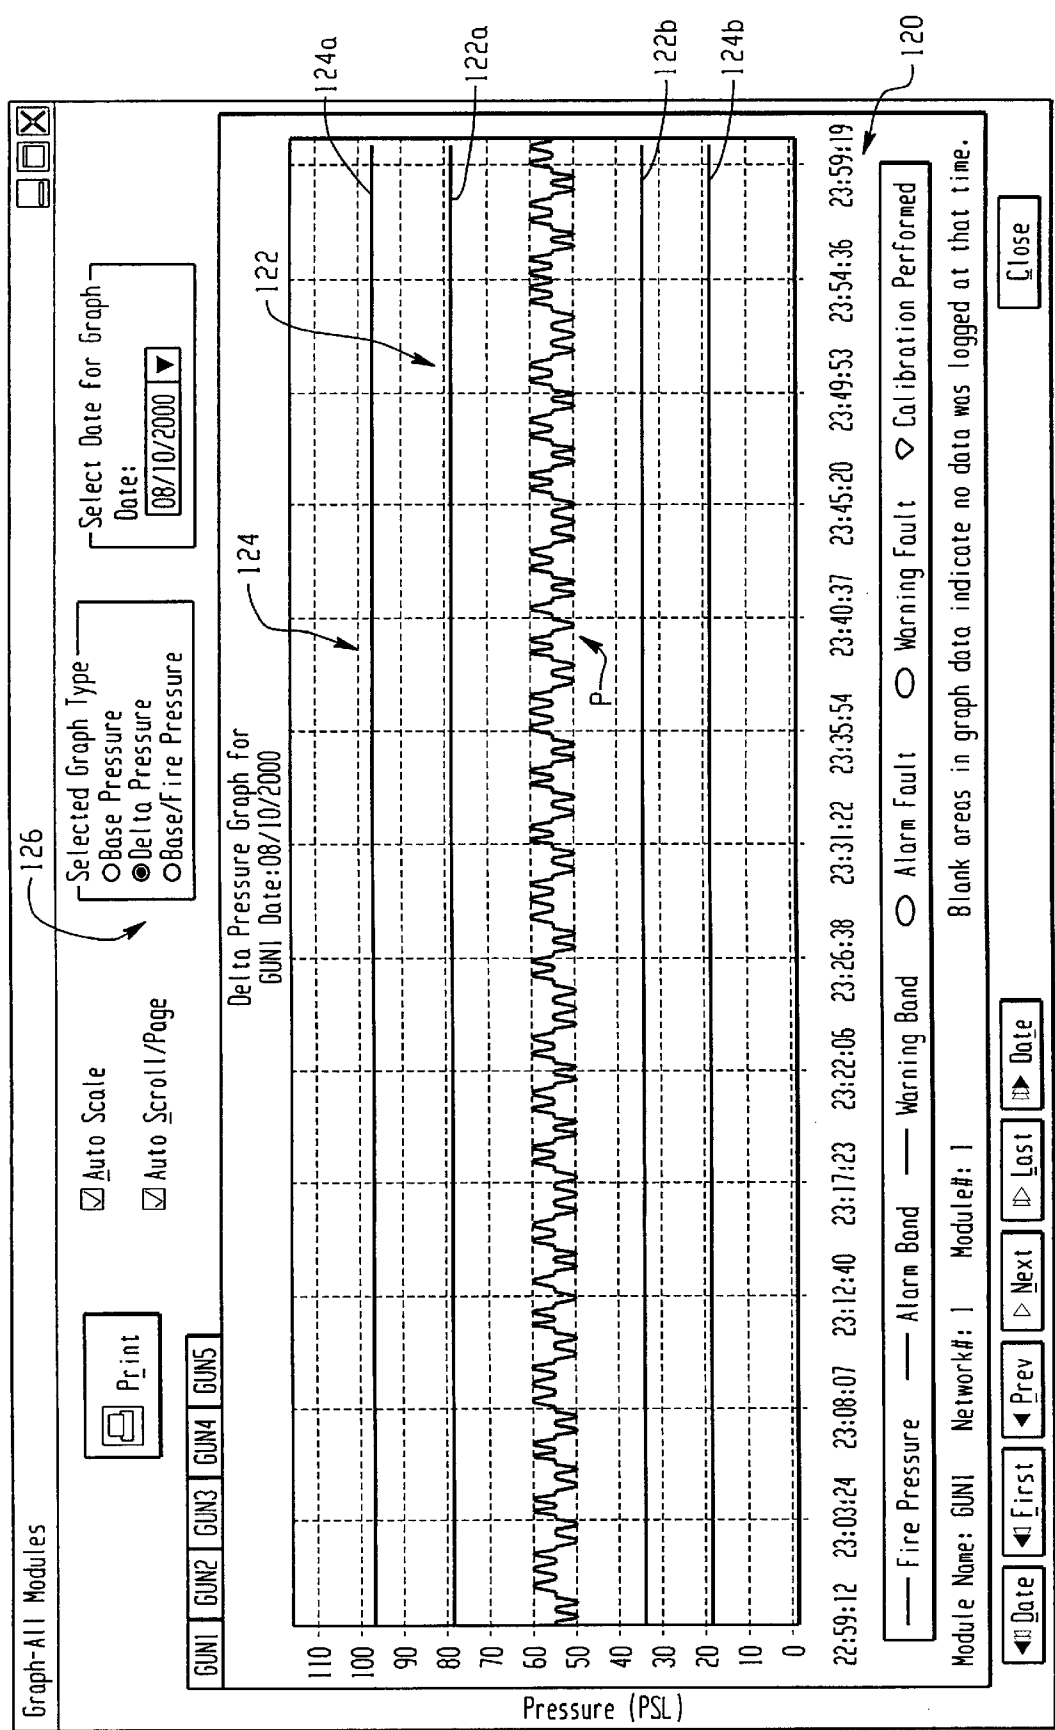 Graph-All Modules
126
Print
Auto Scale
Auto Scroll/Page
Selected Graph Type
Base Pressure
Delta Pressure
Base/Fire Pressure
Select Date for Graph
Date:
08/10/2000
GUN1 GUN2 GUN3 GUN4 GUN5
Delta Pressure Graph for
GUN1 Date:08/10/2000
124
122
124a
122a
122b
124b
P
120
Pressure (PSL)
110
100
90
80
70
60
50
40
30
20
10
0
22:59:12 23:03:24 23:08:07 23:12:40 23:17:23 23:22:06 23:26:38 23:31:22 23:35:54 23:40:37 23:45:20 23:49:53 23:54:36 23:59:19
Fire Pressure Alarm Band Warning Band Alarm Fault Warning Fault Calibration Performed
Module Name: GUN1 Network#: 1 Module#: 1 Blank areas in graph data indicate no data was logged at that time.
Date First Prev Next Last Date
Close